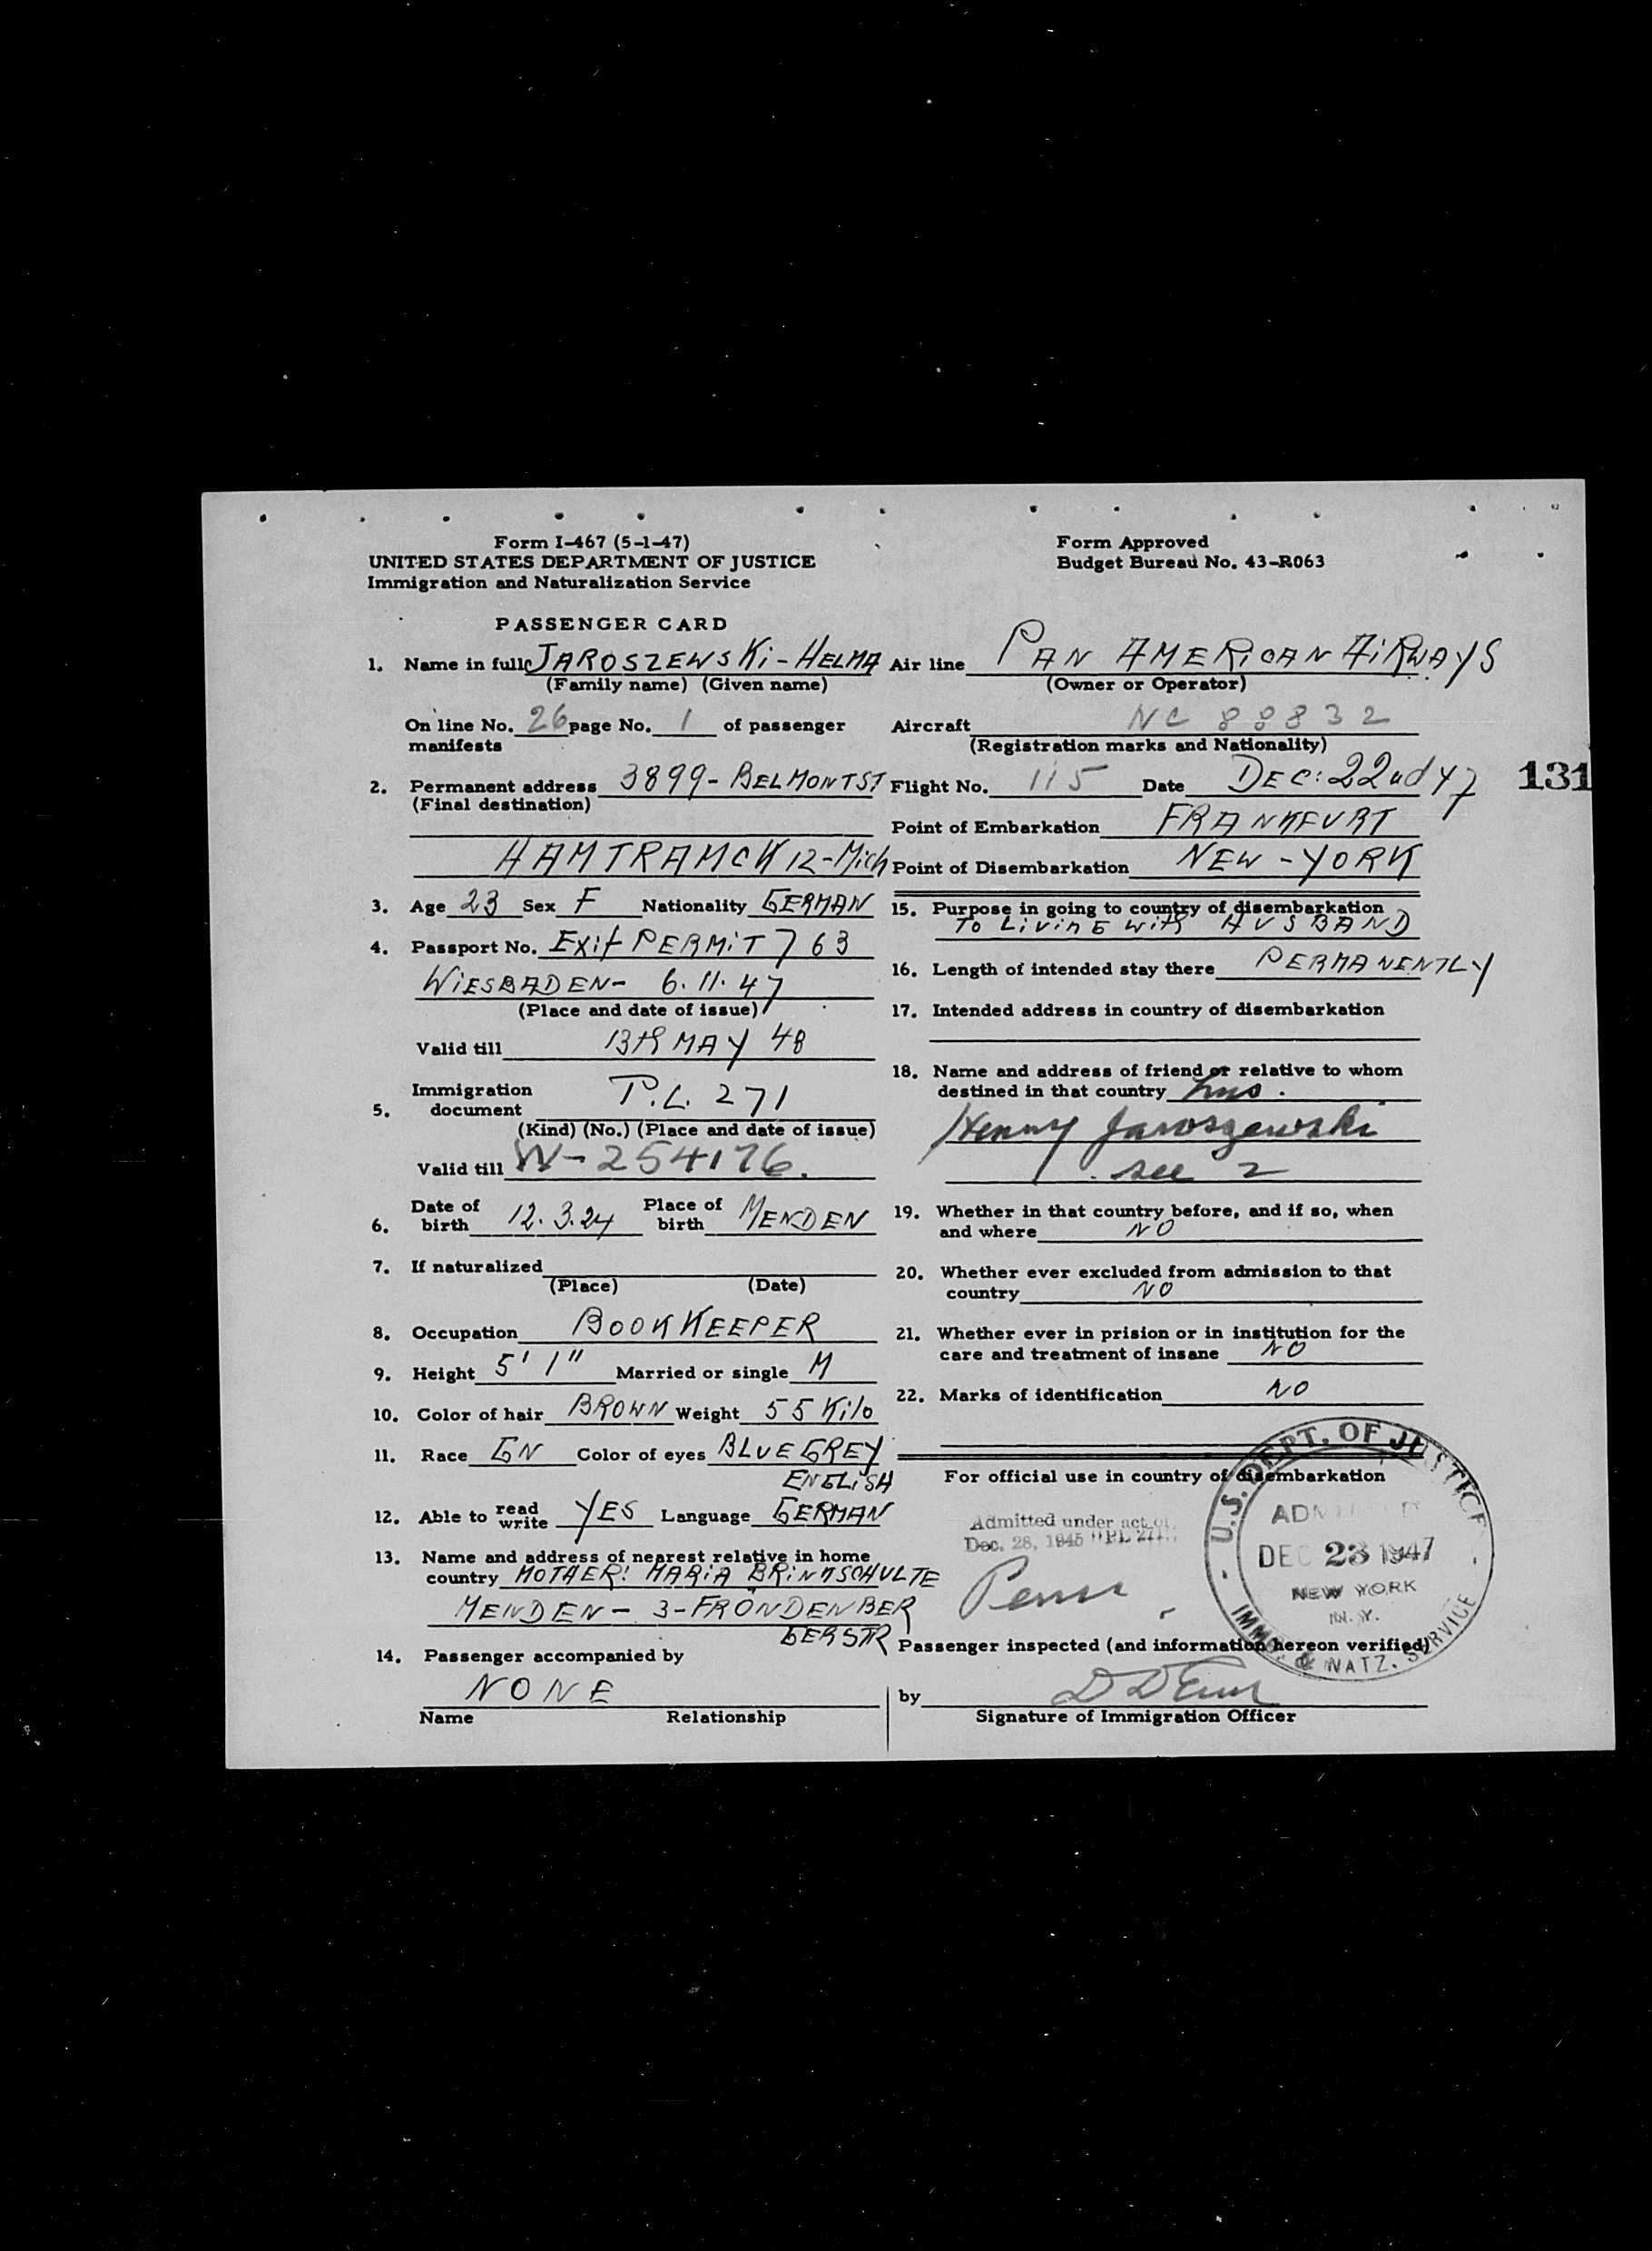 Form I-467 (5-1-47)
UNITED STATES DEPARTMENT OF JUSTICE
Immigration and Naturalization Service
Form Approved
Budget Bureau No. 43-R063
PASSENGER CARD
1. Name in full JAROSZEWSKi - HELMA
(Family name) (Given name)
On line No. 26 page No. 1 of passenger
manifests
2. Permanent address 3899 - BELMONT ST
(Final destination)
HAMTRAMCK 12 - Mich
3. Age 23 Sex F Nationality GERMAN
4. Passport No. Exit PERMiT 763
WiESBADEN - 6.11.47
(Place and date of issue)
Valid till 13th MAY 48
Immigration
5. document P.L. 271
(Kind) (No.) (Place and date of issue)
Valid till W-254176.
6. Date of birth 12.3.24 Place of birth MENDEN
7. If naturalized
(Place) (Date)
8. Occupation BOOKKEEPER
9. Height 5' 1" Married or single M
10. Color of hair BROWN Weight 55 Kilo
11. Race GN Color of eyes BLUE GREY
ENGLiSH
12. Able to read write YES Language GERMAN
13. Name and address of nearest relative in home
country MOTHER: MARiA BRiNKSCHULTE
MENDEN - 3 - FRÖNDENBER
GERSTR
14. Passenger accompanied by
NONE
Name Relationship
Air line PAN AMERiCAN AiRWAYS
(Owner or Operator)
Aircraft NC 88832
(Registration marks and Nationality)
Flight No. 115 Date DEC: 22nd 47
131
Point of Embarkation FRANKFURT
Point of Disembarkation NEW - YORK
15. Purpose in going to country of disembarkation
To LiVinG With HUSBAND
16. Length of intended stay there PERMANENTLY
17. Intended address in country of disembarkation
18. Name and address of friend or relative to whom
destined in that country hus.
Henny Jaroszewski
see 2
19. Whether in that country before, and if so, when
and where NO
20. Whether ever excluded from admission to that
country NO
21. Whether ever in prision or in institution for the
care and treatment of insane NO
22. Marks of identification NO
For official use in country of disembarkation
Admitted under act of
Dec. 28, 1945 "P.L. 271"
U.S. DEPT. OF JUSTICE
ADMITTED
DEC 23 1947
NEW YORK
N.Y.
IMMG. & NATZ. SERVICE
Passenger inspected (and information hereon verified)
by
Signature of Immigration Officer